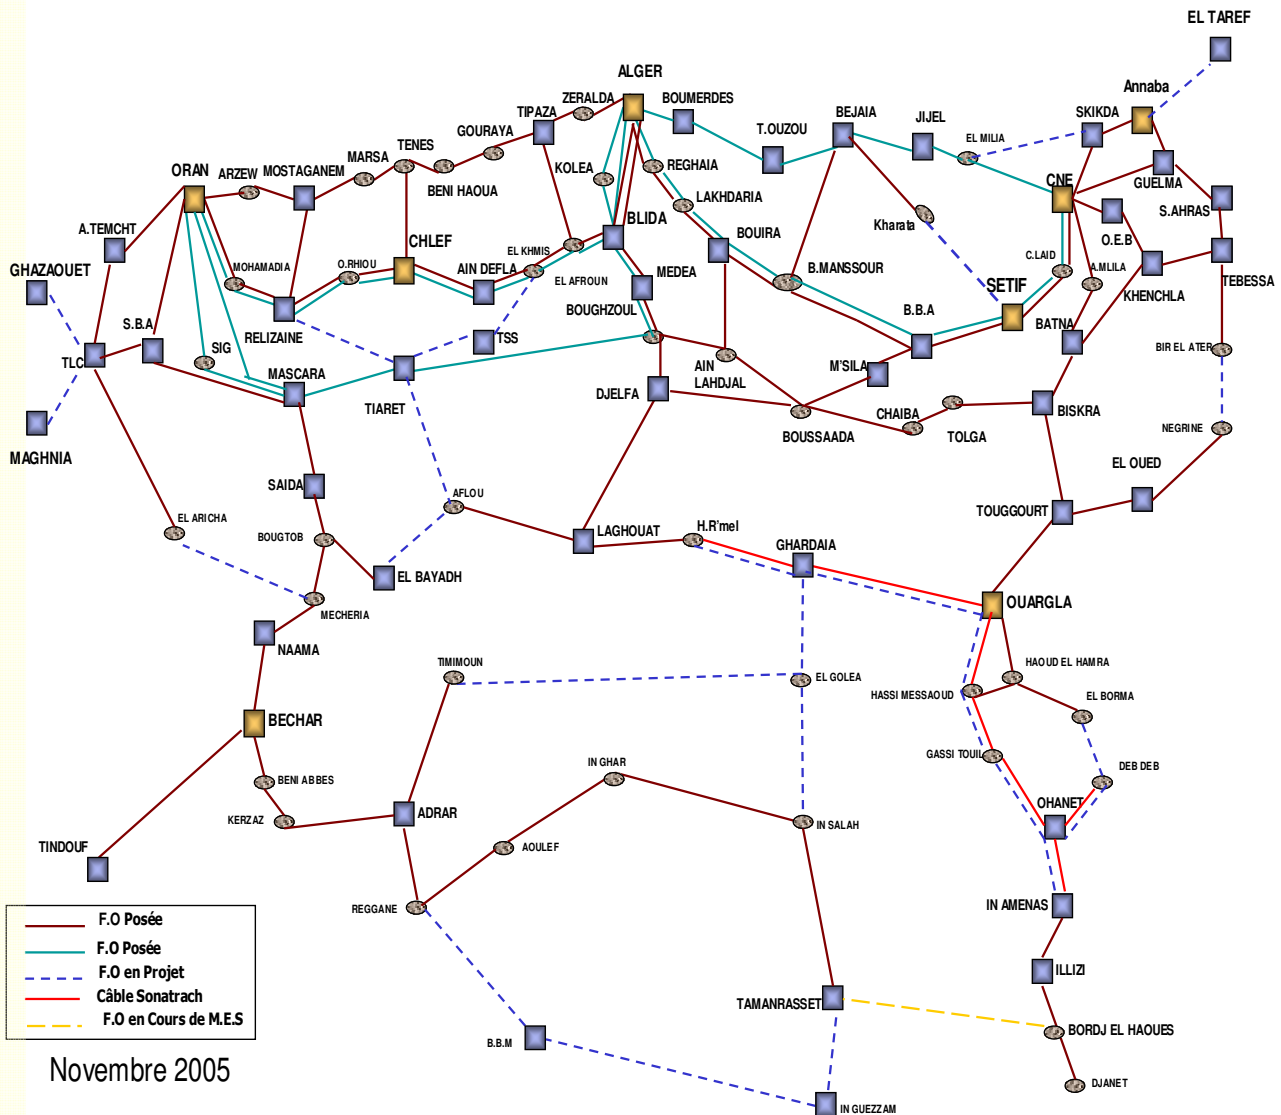 EL TAREF
ALGER
ZERALDA
BOUMERDES
TIPAZA
Annaba
SKIKDA
BEJAIA
JIJEL
T.OUZOU
EL MILIA
GOURAYA
TENES
MARSA
BENI HAOUA
MOSTAGANEM
ARZEW
ORAN
KOLEA
REGHAIA
LAKHDARIA
GUELMA
CNE
S.AHRAS
A.TEMCHT
BLIDA
BOUIRA
Kharata
O.E.B
CHLEF
EL KHMIS
GHAZAOUET
MOHAMADIA
O.RHIOU
AIN DEFLA
EL AFROUN
MEDEA
B.MANSSOUR
C.LAID
A.MLILA
SETIF
KHENCHLA
TEBESSA
BOUGHZOUL
S.B.A
RELIZAINE
TSS
B.B.A
BATNA
TLC
SIG
BIR EL ATER
MASCARA
TIARET
AIN
LAHDJAL
M'SILA
DJELFA
CHAIBA
BISKRA
BOUSSAADA
TOLGA
NEGRINE
MAGHNIA
EL OUED
SAIDA
AFLOU
TOUGGOURT
EL ARICHA
BOUGTOB
LAGHOUAT
H.R'mel
GHARDAIA
EL BAYADH
OUARGLA
MECHERIA
NAAMA
TIMIMOUN
EL GOLEA
HAOUD EL HAMRA
HASSI MESSAOUD
EL BORMA
BECHAR
GASSI TOUIL
IN GHAR
BENI ABBES
DEB DEB
OHANET
KERZAZ
ADRAR
IN SALAH
TINDOUF
AOULEF
REGGANE
IN AMENAS
F.O Posée
F.O Posée
F.O en Projet
Câble Sonatrach
F.O en Cours de M.E.S
ILLIZI
TAMANRASSET
BORDJ EL HAOUES
B.B.M
Novembre 2005
DJANET
IN GUEZZAM